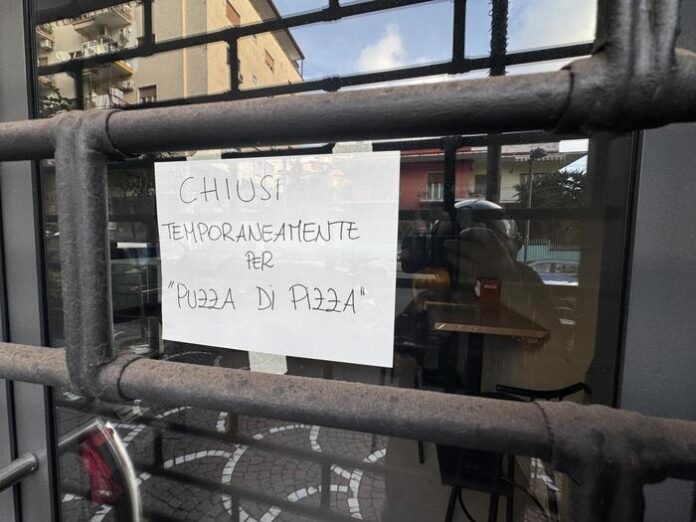 CHIUSI
TEMPORANEAMENTE
PER
"PUZZA Di PIZZA"